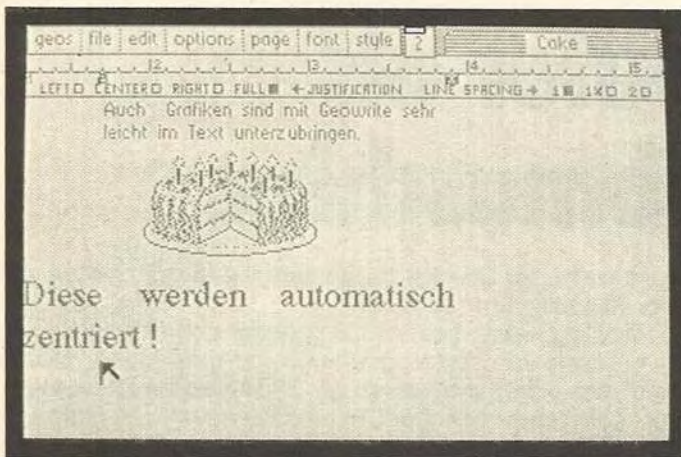 geos file edit options page font style 2 Cake
12 13 14 15
LEFT CENTER RIGHT FULL ←JUSTIFICATION LINE SPACING→ 1 1½ 2
Auch Grafiken sind mit Geowrite sehr
leicht im Text unterzubringen.
Diese werden automatisch
zentriert !